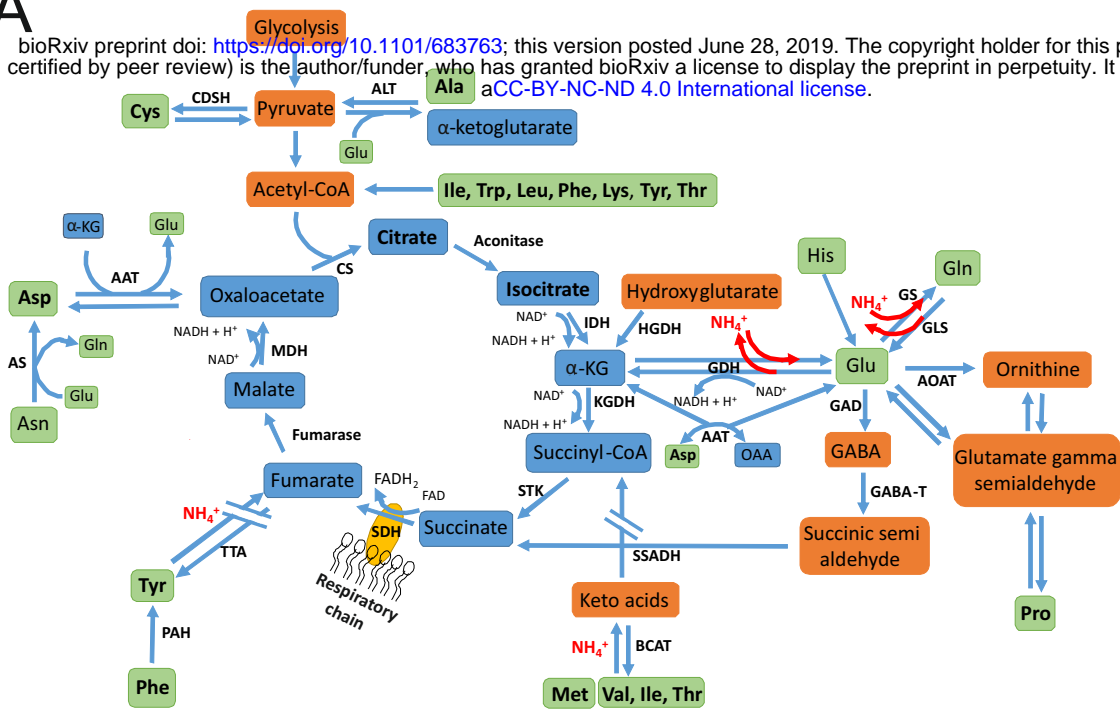 A
Glycolysis
bioRxiv preprint doi: https://doi.org/10.1101/683763; this version posted June 28, 2019. The copyright holder for this p
certified by peer review) is the author/funder, who has granted bioRxiv a license to display the preprint in perpetuity. It
aCC-BY-NC-ND 4.0 International license.
Cys
CDSH
Pyruvate
ALT
Ala
α-ketoglutarate
Glu
Acetyl-CoA
Ile, Trp, Leu, Phe, Lys, Tyr, Thr
α-KG
Glu
AAT
Asp
Oxaloacetate
CS
Citrate
Aconitase
Isocitrate
Hydroxyglutarate
His
Gln
NH₄⁺
GS
GLS
NAD⁺
IDH
NADH + H⁺
HGDH
NH₄⁺
α-KG
GDH
Glu
AOAT
Ornithine
NADH + H⁺
NAD⁺
MDH
AS
Gln
Glu
Asn
Malate
NAD⁺
KGDH
NADH + H⁺
NADH + H⁺
NAD⁺
AAT
Asp
OAA
GAD
GABA
GABA-T
Glutamate gamma
semialdehyde
Fumarase
Succinyl-CoA
Fumarate
FADH₂
FAD
STK
Succinate
SDH
Respiratory
chain
SSADH
Succinic semi
aldehyde
NH₄⁺
TTA
Tyr
PAH
Phe
Keto acids
NH₄⁺
BCAT
Met
Val, Ile, Thr
Pro